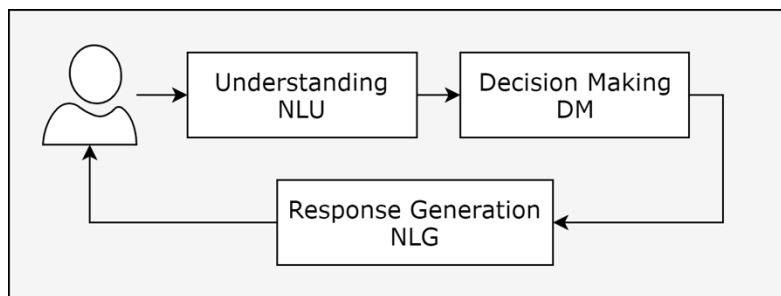 Understanding
NLU
Decision Making
DM
Response Generation
NLG